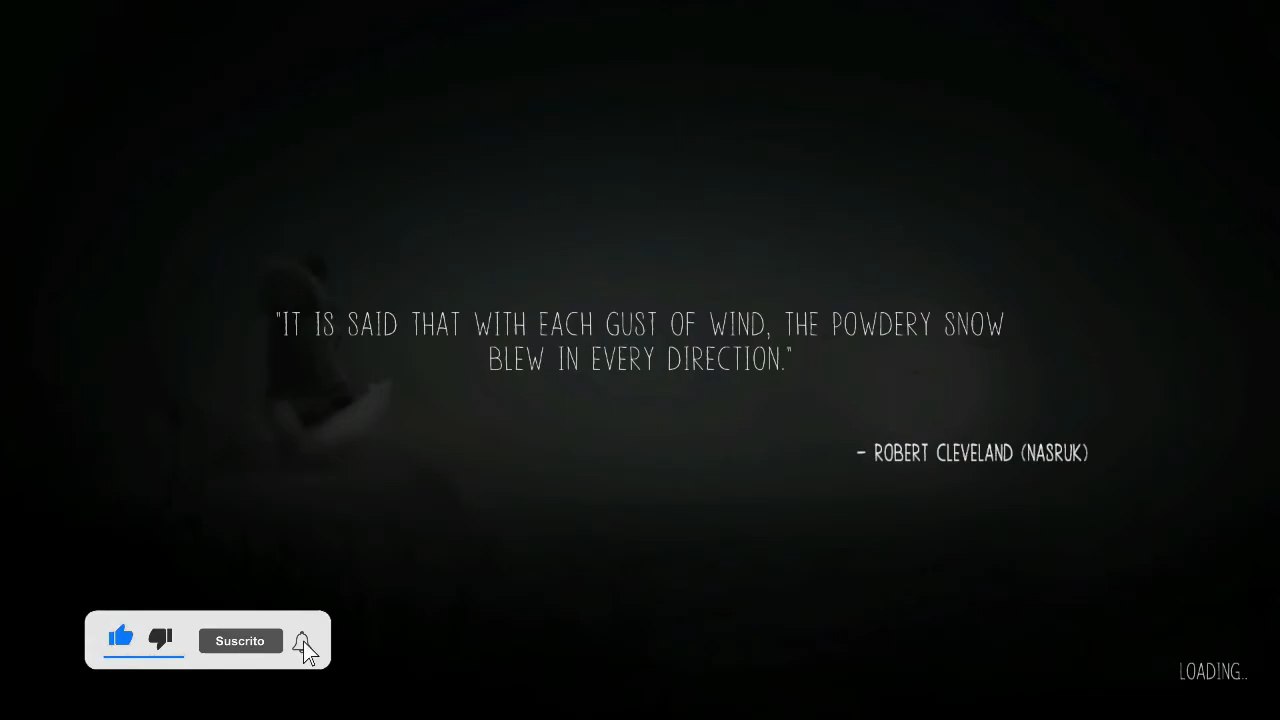 "IT IS SAID THAT WITH EACH GUST OF WIND, THE POWDERY SNOW
BLEW IN EVERY DIRECTION."
- ROBERT CLEVELAND (NASRUK)
Suscrito
LOADING..